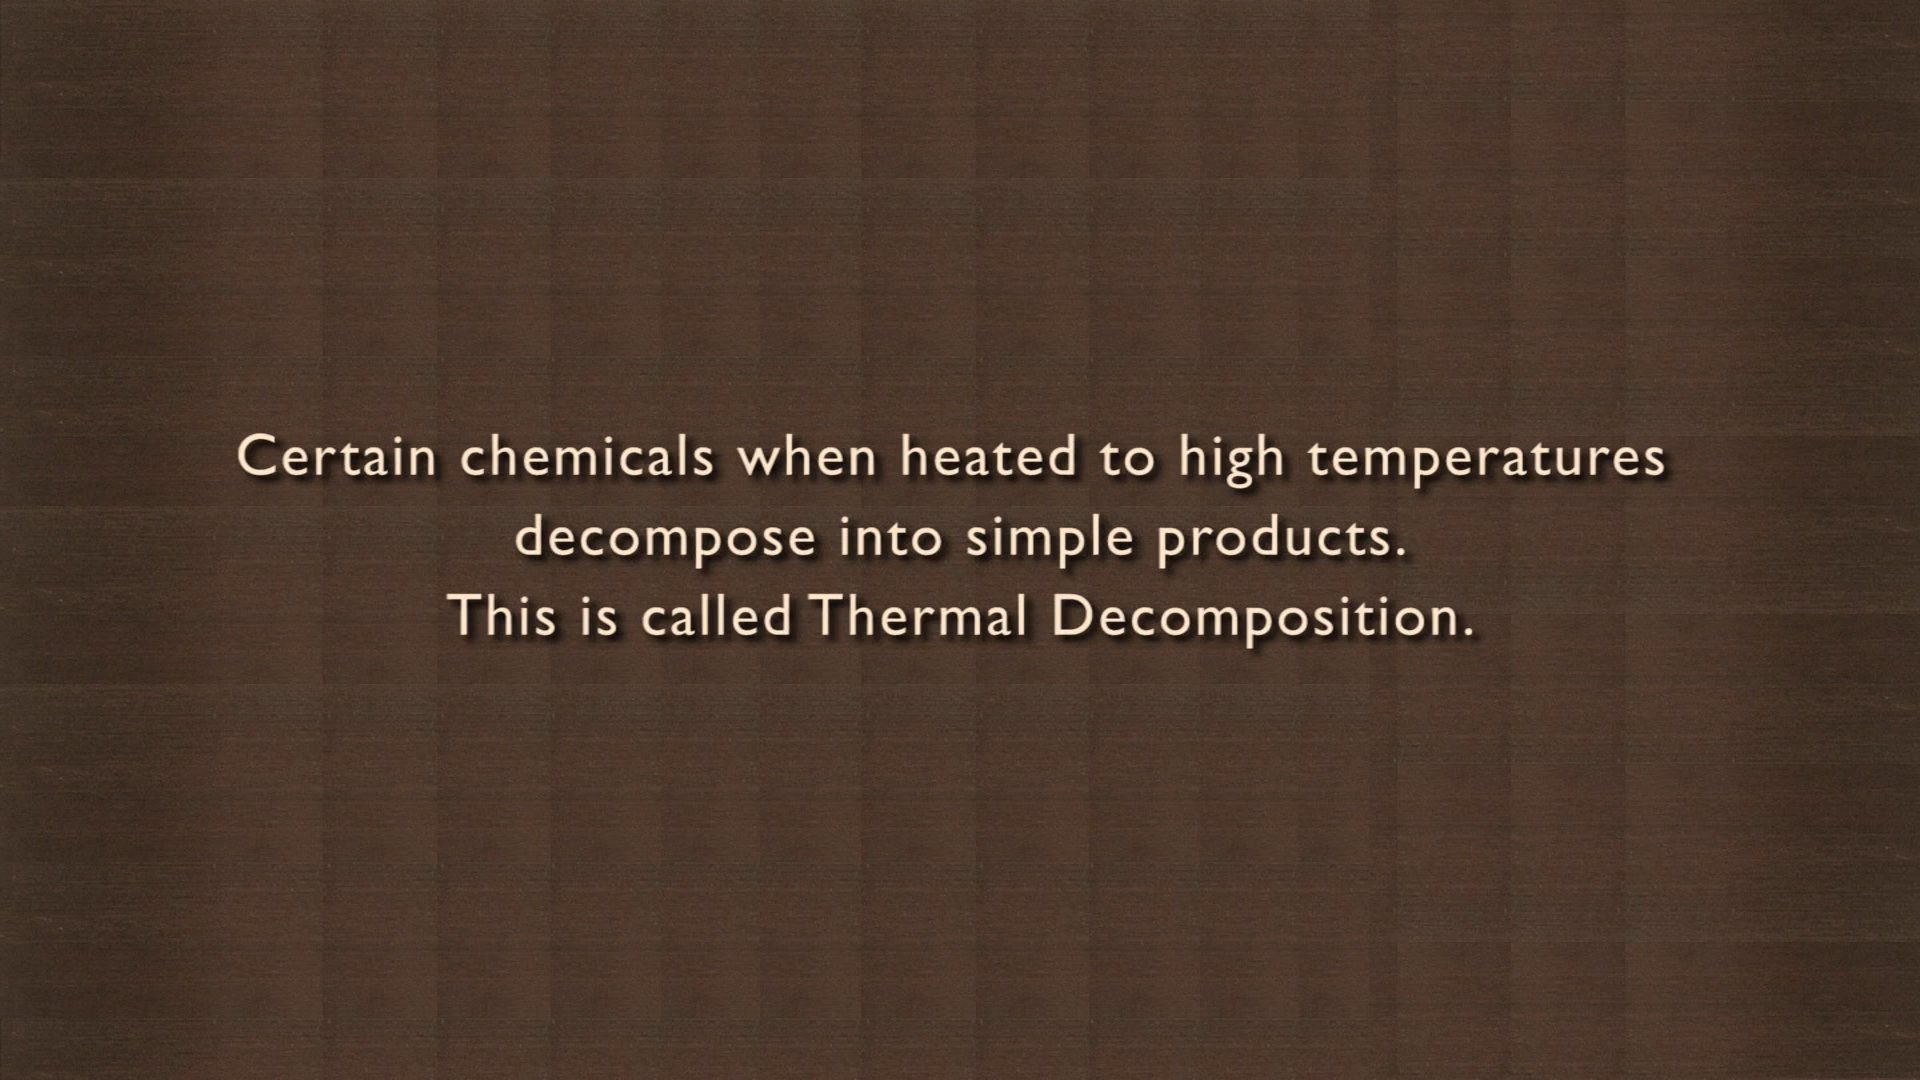 Certain chemicals when heated to high temperatures
decompose into simple products.
This is called Thermal Decomposition.